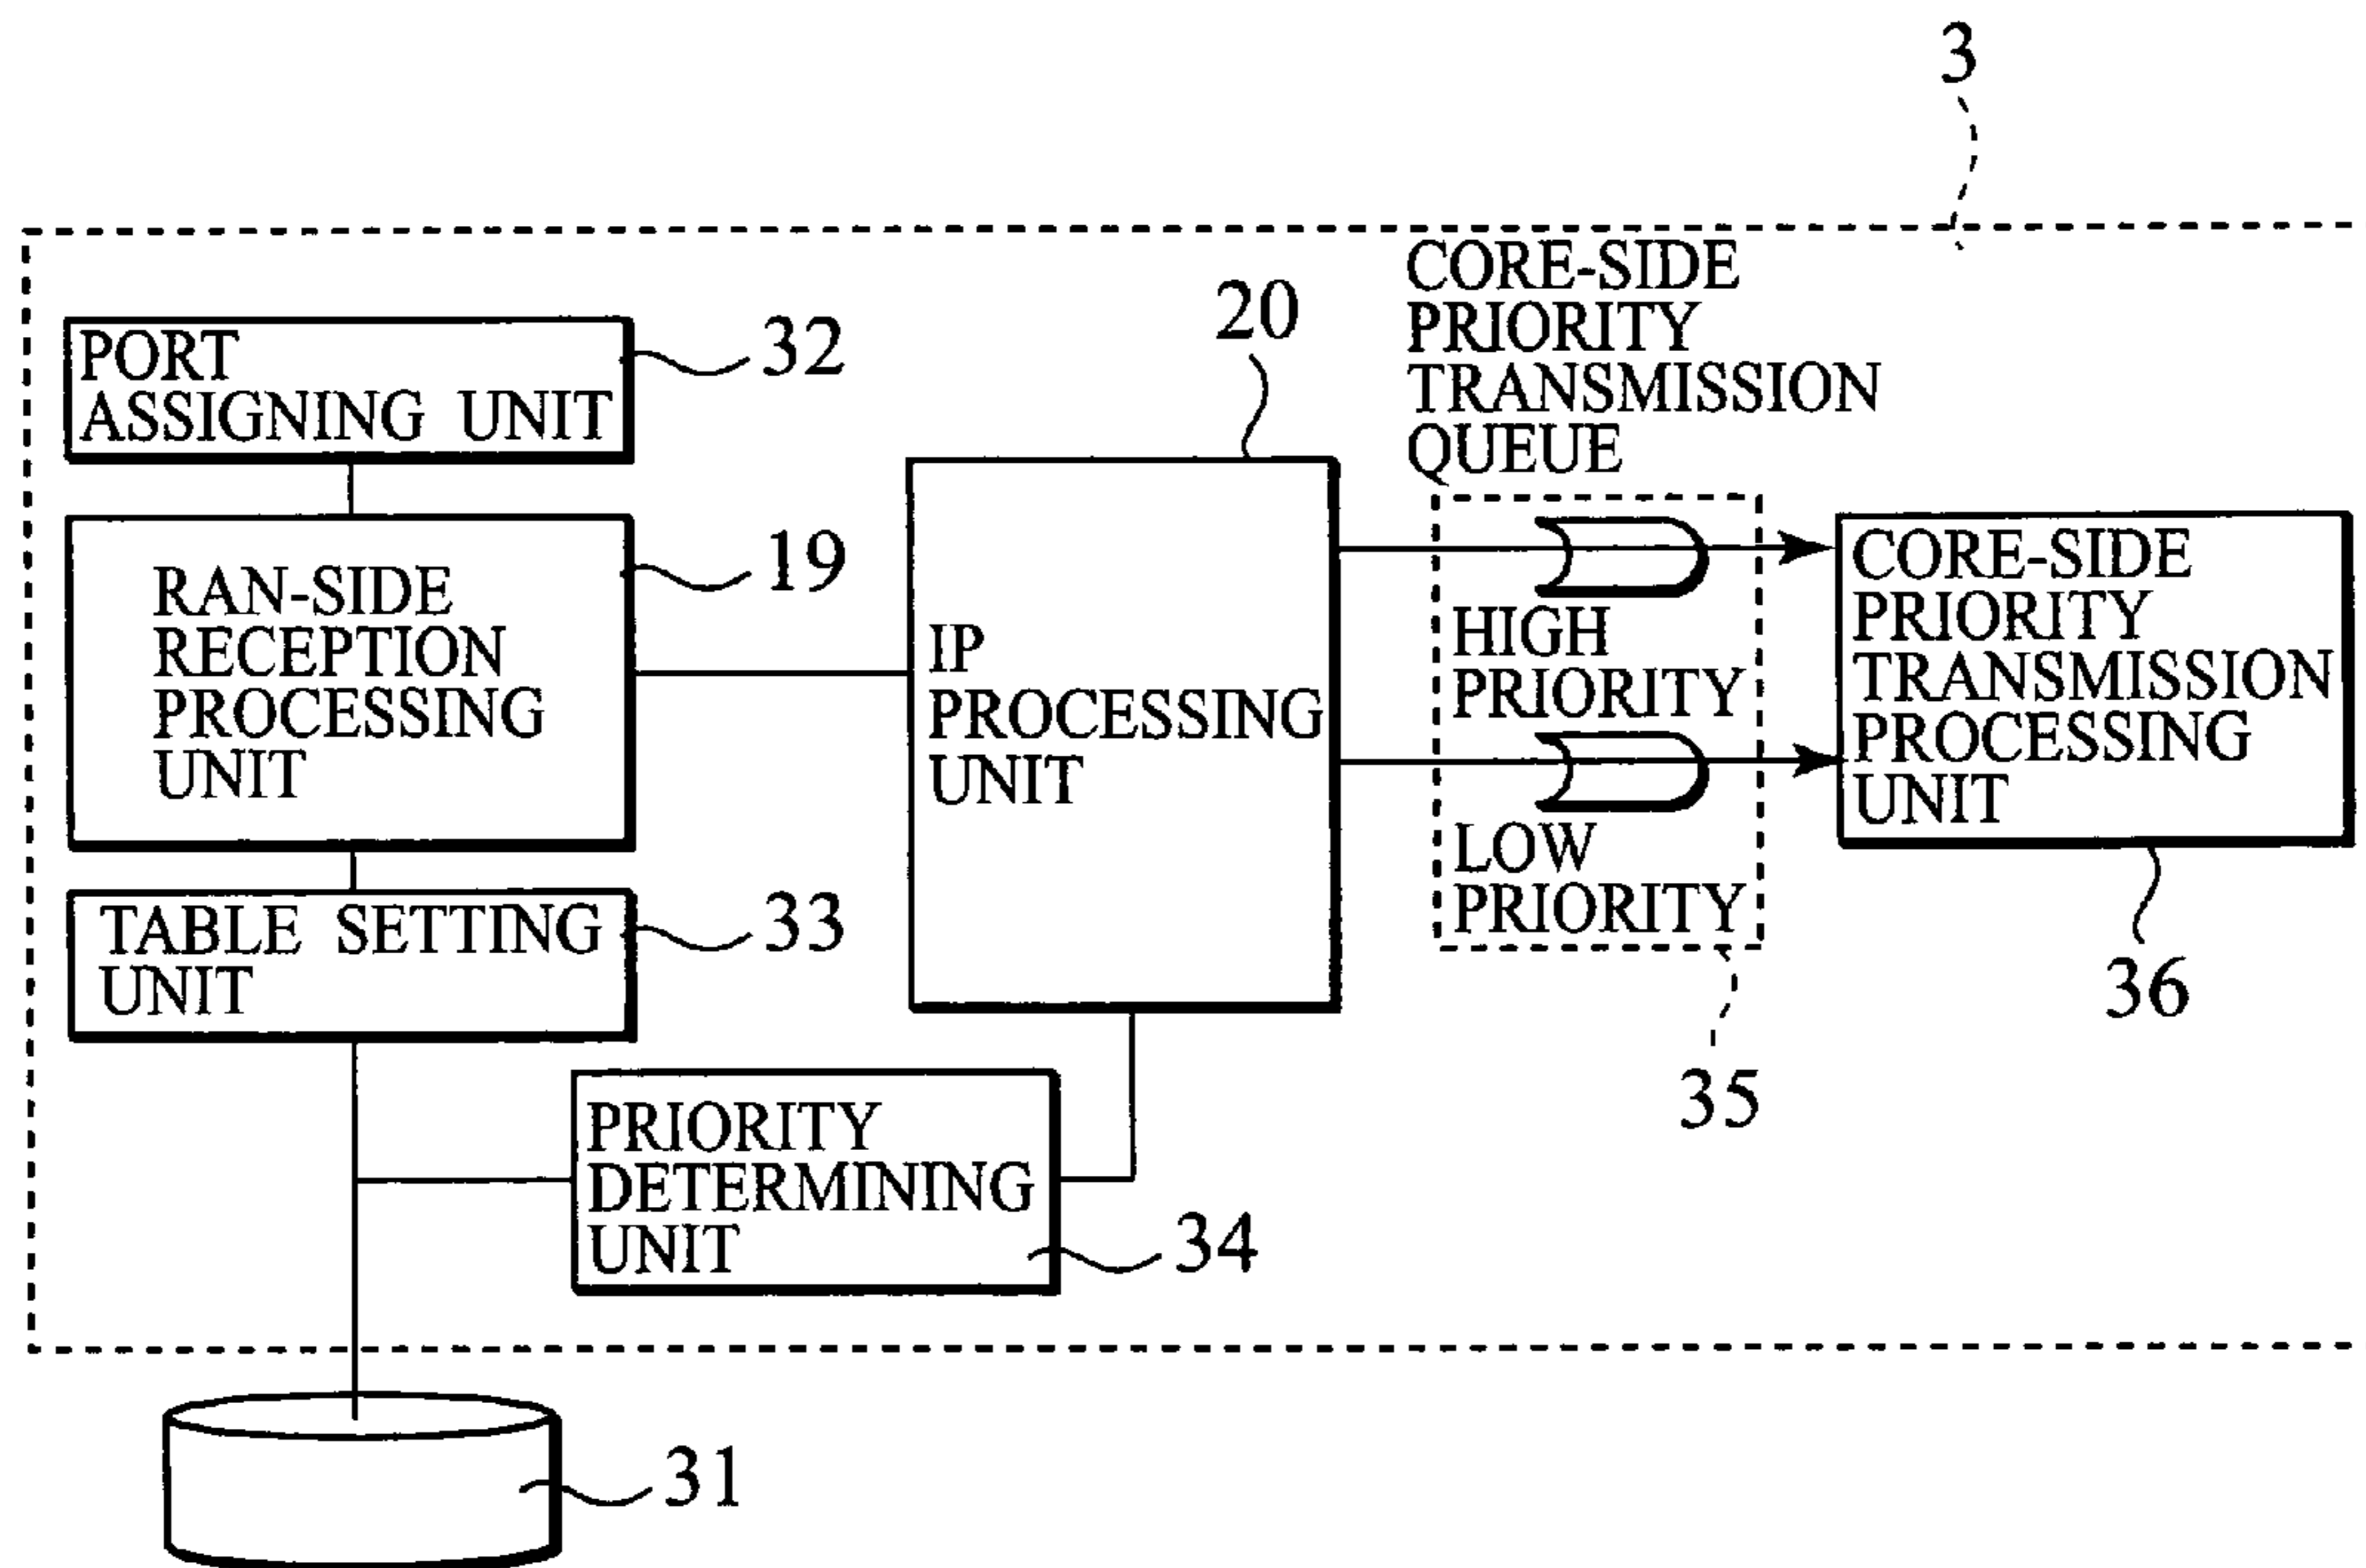 3
CORE-SIDE
PRIORITY
TRANSMISSION
QUEUE
20
PORT
ASSIGNING UNIT
32
RAN-SIDE
RECEPTION
PROCESSING
UNIT
19
IP
PROCESSING
UNIT
HIGH
PRIORITY
LOW
PRIORITY
CORE-SIDE
PRIORITY
TRANSMISSION
PROCESSING
UNIT
TABLE SETTING
UNIT
33
36
35
PRIORITY
DETERMINING
UNIT
34
31